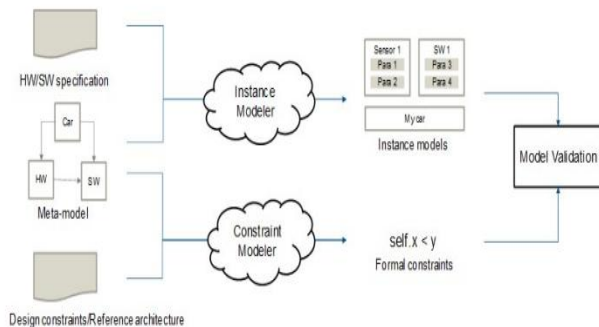 HW/SW specification
Car
HW
SW
Meta-model
Design constraints/Reference architecture
Instance
Modeler
Constraint
Modeler
Sensor 1
Para 1
Para 2
SW 1
Para 3
Para 4
My car
Instance models
self.x < y
Formal constraints
Model Validation